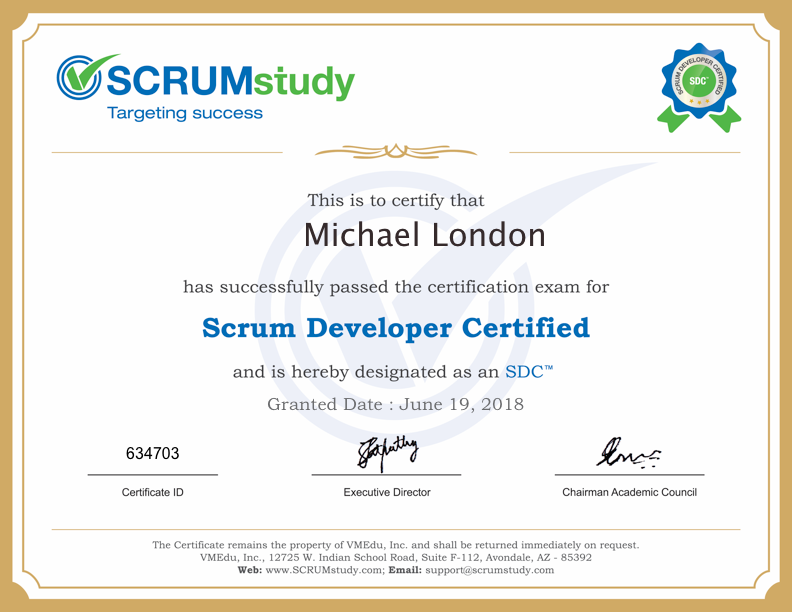 SCRUMstudy
Targeting success
SCRUM DEVELOPER CERTIFIED
SDC™
This is to certify that
Michael London
has successfully passed the certification exam for
Scrum Developer Certified
and is hereby designated as an SDC™
Granted Date : June 19, 2018
634703
Certificate ID
Executive Director
Chairman Academic Council
The Certificate remains the property of VMEdu, Inc. and shall be returned immediately on request.
VMEdu, Inc., 12725 W. Indian School Road, Suite F-112, Avondale, AZ - 85392
Web: www.SCRUMstudy.com; Email: support@scrumstudy.com